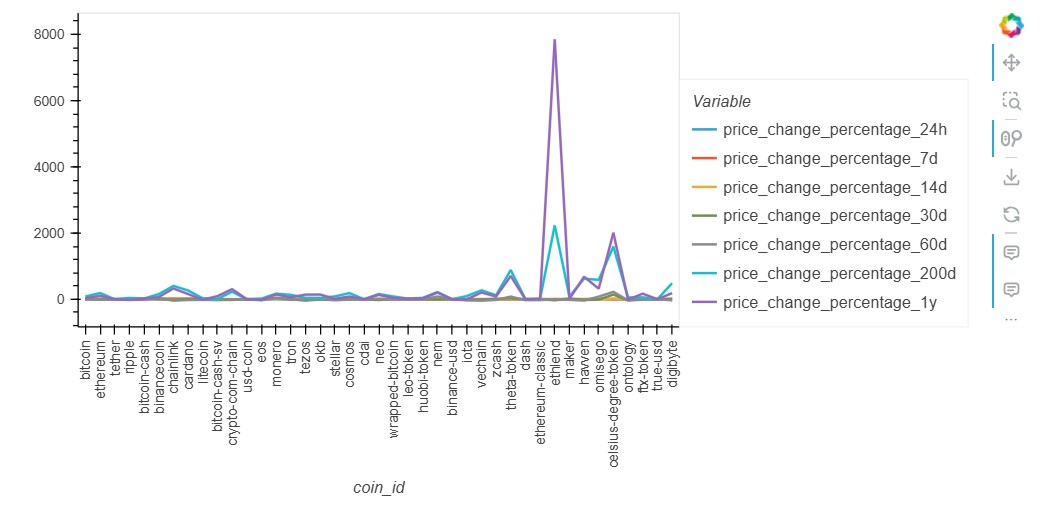 8000
6000
4000
2000
0
Variable
price_change_percentage_24h
price_change_percentage_7d
price_change_percentage_14d
price_change_percentage_30d
price_change_percentage_60d
price_change_percentage_200d
price_change_percentage_1y
bitcoin
ethereum
tether
ripple
bitcoin-cash
binancecoin
chainlink
cardano
litecoin
bitcoin-cash-sv
crypto-com-chain
usd-coin
eos
monero
tron
tezos
okb
stellar
cosmos
cdai
neo
wrapped-bitcoin
leo-token
huobi-token
nem
binance-usd
iota
vechain
zcash
theta-token
dash
ethereum-classic
ethlend
maker
havven
omisego
celsius-degree-token
ontology
ftx-token
true-usd
digibyte
coin_id